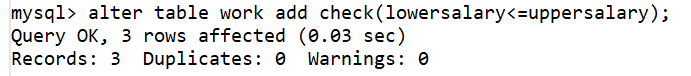 mysql> alter table work add check(lowersalary<=uppersalary);
Query OK, 3 rows affected (0.03 sec)
Records: 3  Duplicates: 0  Warnings: 0